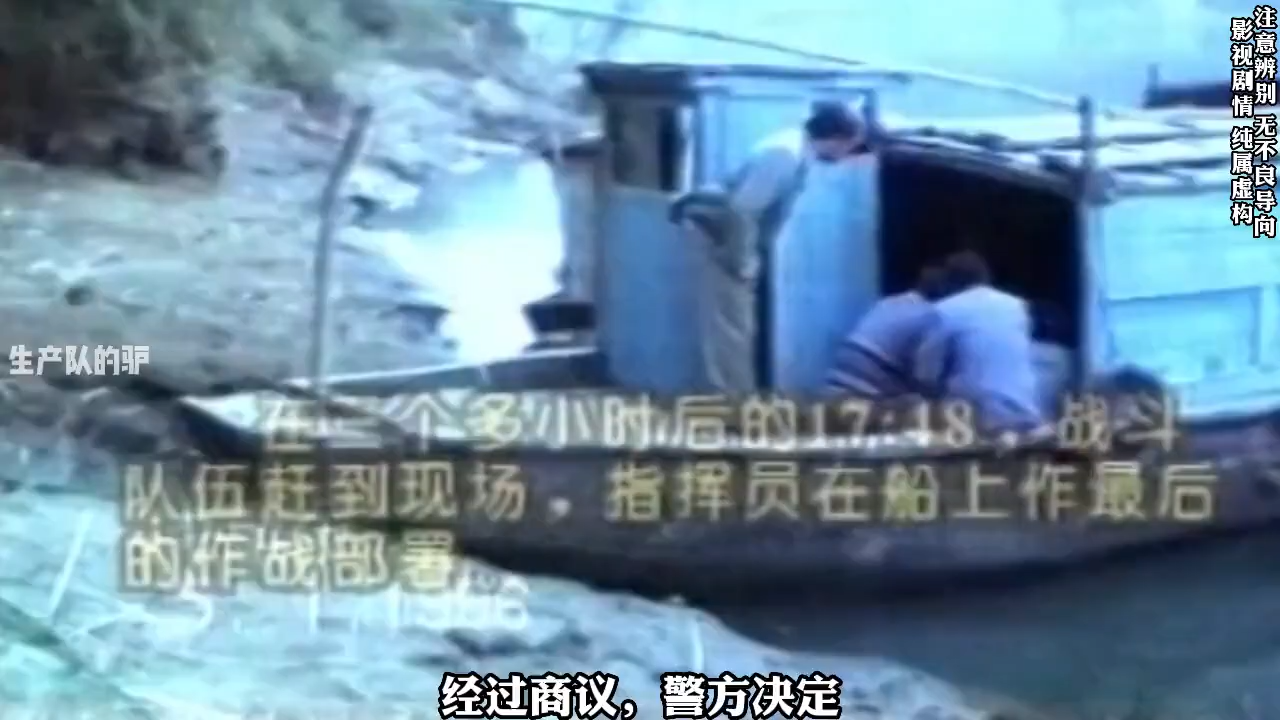 注意辨别 无不良导向
影视剧情 纯属虚构
生产队的驴
在三个多小时后的17:48，战斗
队伍赶到现场，指挥员在船上作最后
的作战部署
经过商议，警方决定